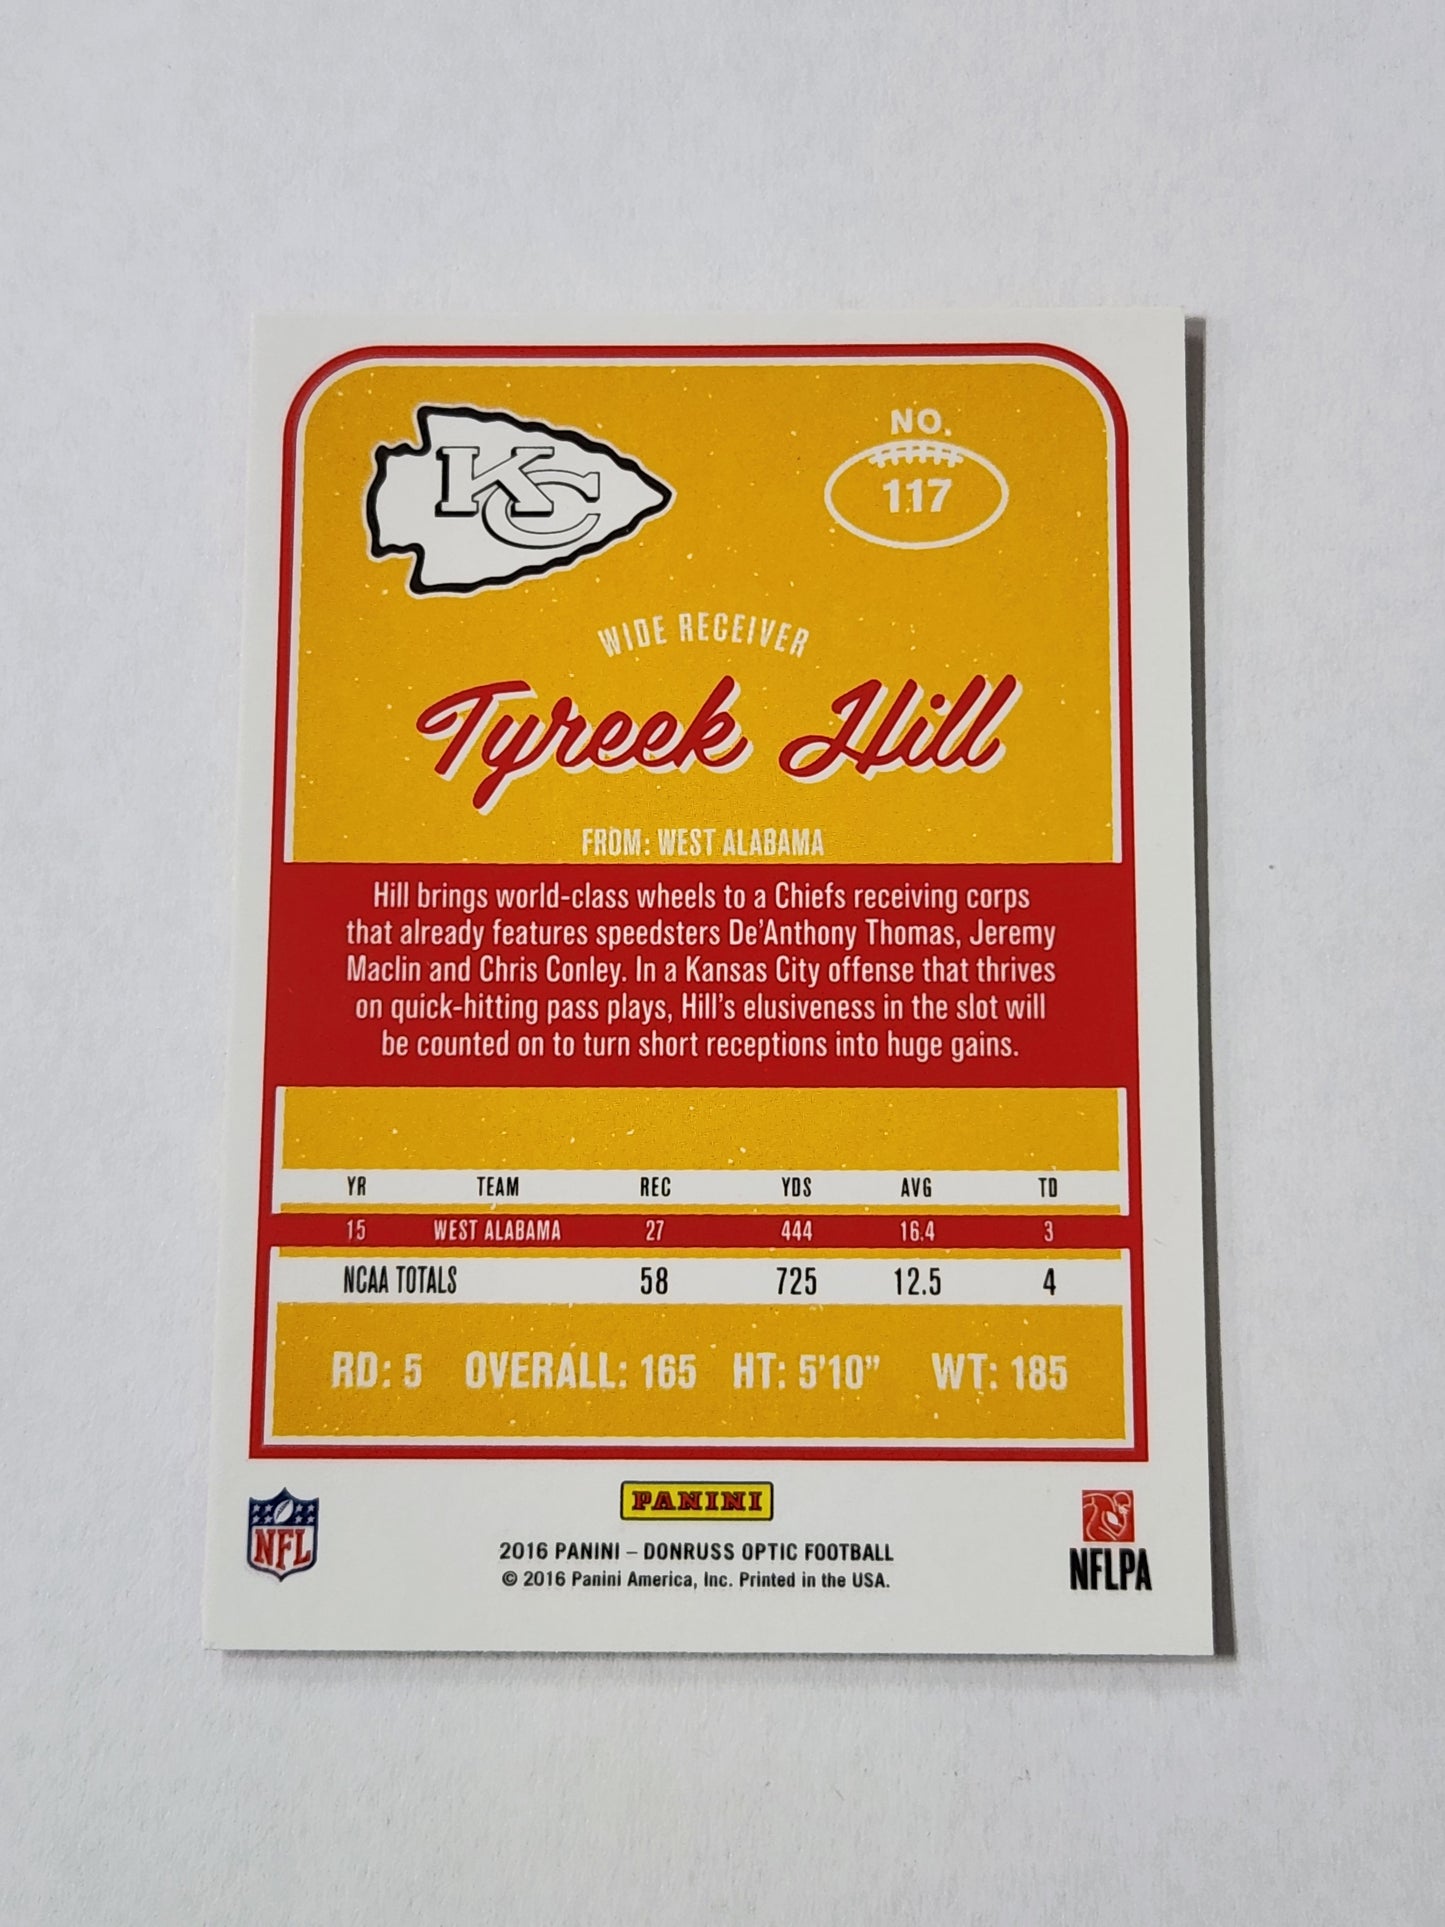 KC
NO.
117
WIDE RECEIVER
Tyreek Hill
FROM: WEST ALABAMA
Hill brings world-class wheels to a Chiefs receiving corps
that already features speedsters De'Anthony Thomas, Jeremy
Maclin and Chris Conley. In a Kansas City offense that thrives
on quick-hitting pass plays, Hill's elusiveness in the slot will
be counted on to turn short receptions into huge gains.
YR TEAM REC YDS AVG TD
15 WEST ALABAMA 27 444 16.4 3
NCAA TOTALS 58 725 12.5 4
RD: 5 OVERALL: 165 HT: 5'10" WT: 185
NFL
PANINI
2016 PANINI – DONRUSS OPTIC FOOTBALL
© 2016 Panini America, Inc. Printed in the USA.
NFLPA